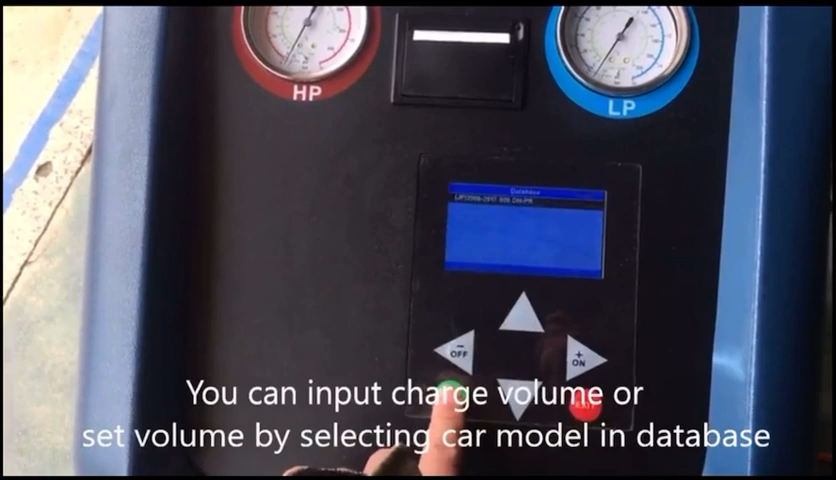 HP
LP
Database
−
OFF
+
ON
EXIT
You can input charge volume or
set volume by selecting car model in database